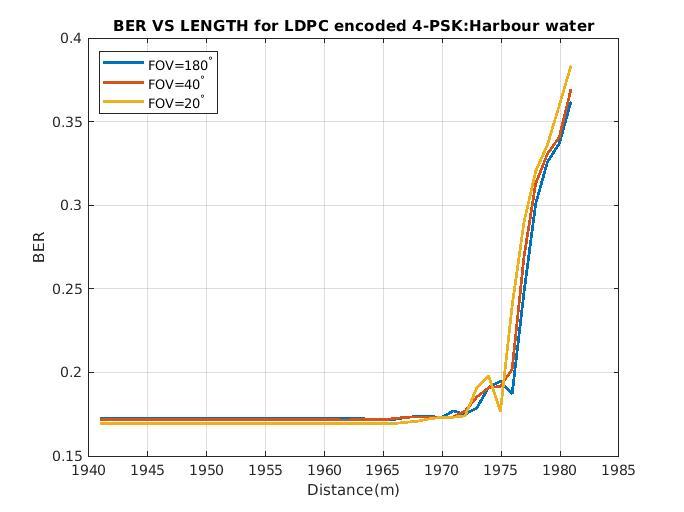 BER VS LENGTH for LDPC encoded 4-PSK:Harbour water
0.4
FOV=180°
FOV=40°
FOV=20°
0.35
0.3
BER
0.25
0.2
0.15
1940 1945 1950 1955 1960 1965 1970 1975 1980 1985
Distance(m)